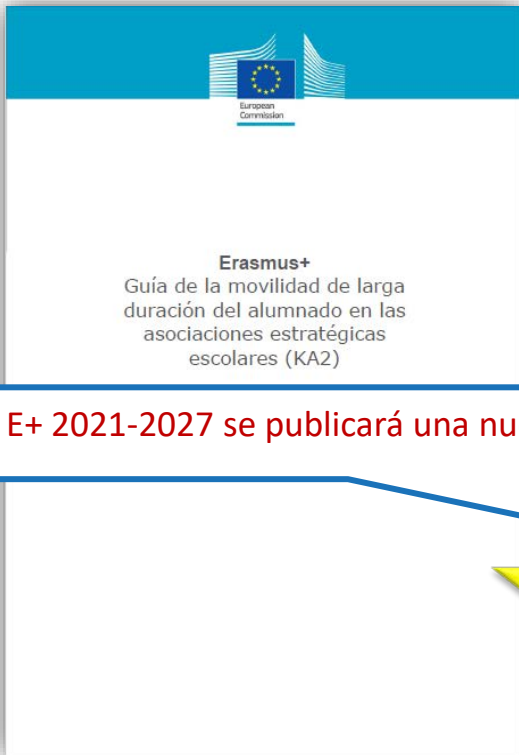 European
Commission
Erasmus+
Guía de la movilidad de larga
duración del alumnado en las
asociaciones estratégicas
escolares (KA2)
E+ 2021-2027 se publicará una nu